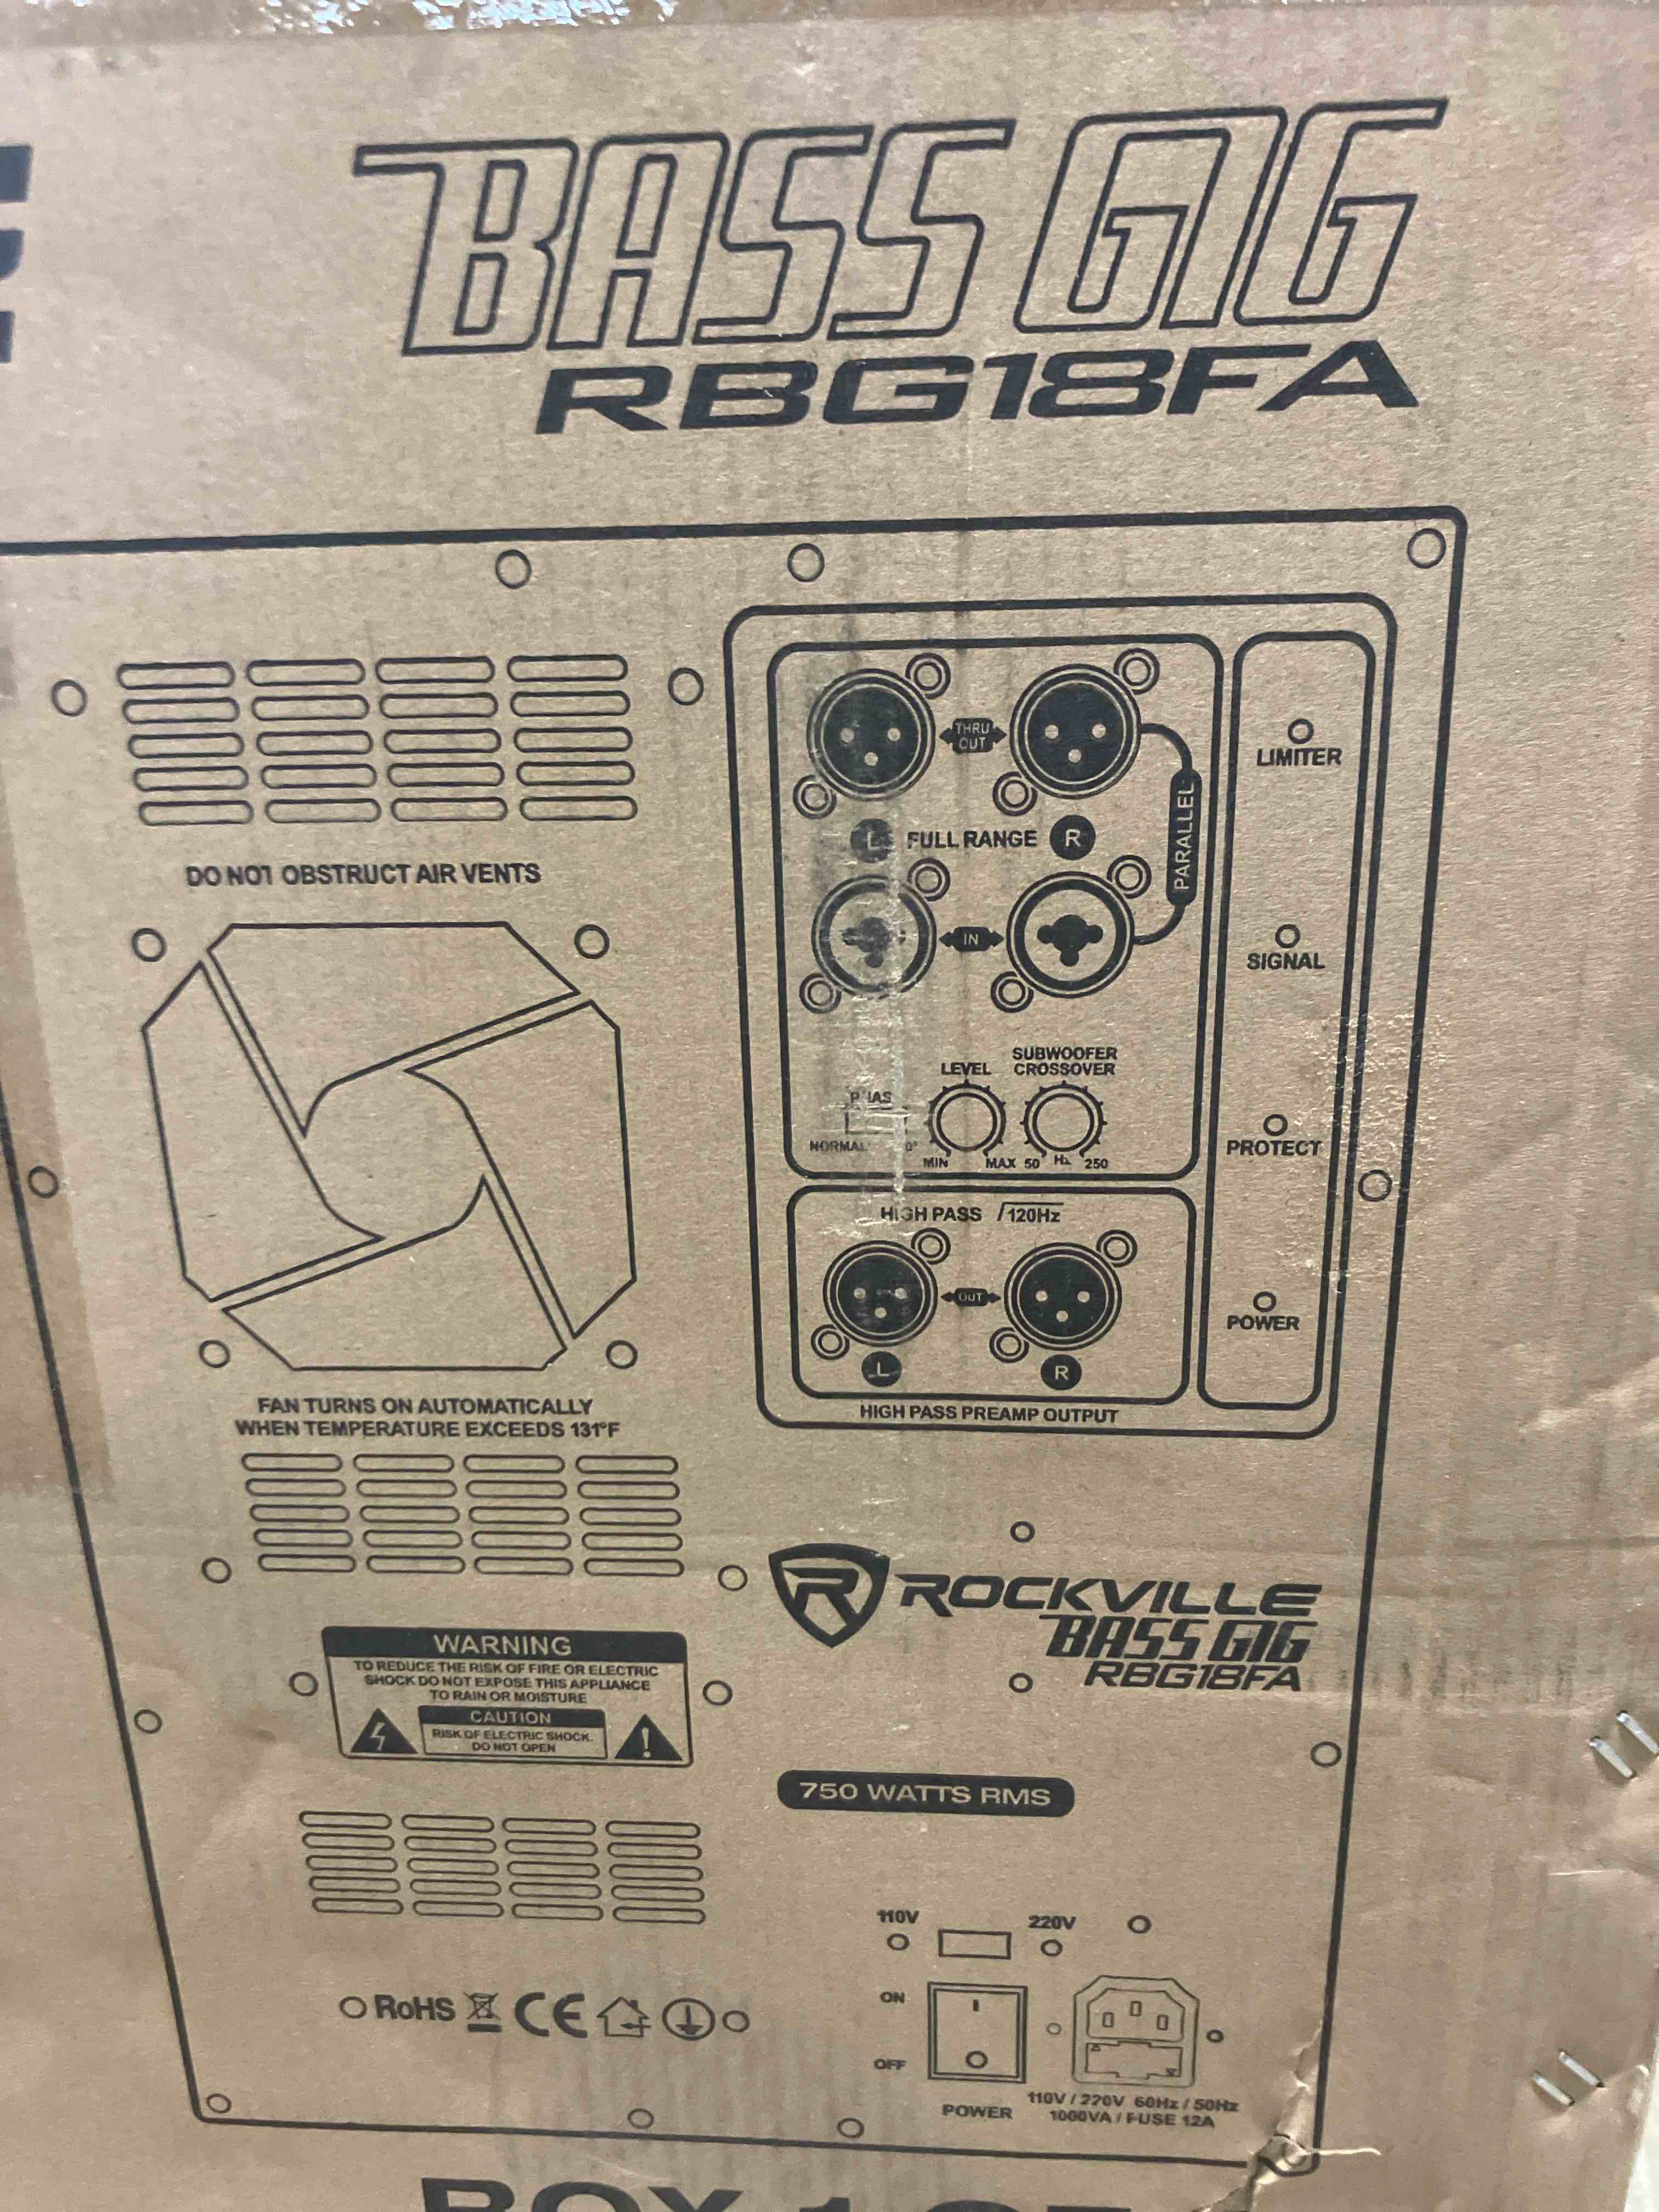 BASS GIG
RBG18FA
THRU
OUT
LIMITER
L FULL RANGE R
PARALLEL
DO NOT OBSTRUCT AIR VENTS
IN
SIGNAL
LEVEL
SUBWOOFER
CROSSOVER
NORMAL
MIN MAX 50 Hz 250
PROTECT
HIGH PASS 120Hz
OUT
L R
POWER
HIGH PASS PREAMP OUTPUT
FAN TURNS ON AUTOMATICALLY
WHEN TEMPERATURE EXCEEDS 131°F
R ROCKVILLE
BASS GIG
RBG18FA
WARNING
TO REDUCE THE RISK OF FIRE OR ELECTRIC
SHOCK DO NOT EXPOSE THIS APPLIANCE
TO RAIN OR MOISTURE
CAUTION
RISK OF ELECTRIC SHOCK.
DO NOT OPEN
750 WATTS RMS
110V 220V
ON
OFF
RoHS CE
POWER
110V / 220V 60Hz / 50Hz
1000VA / FUSE 12A